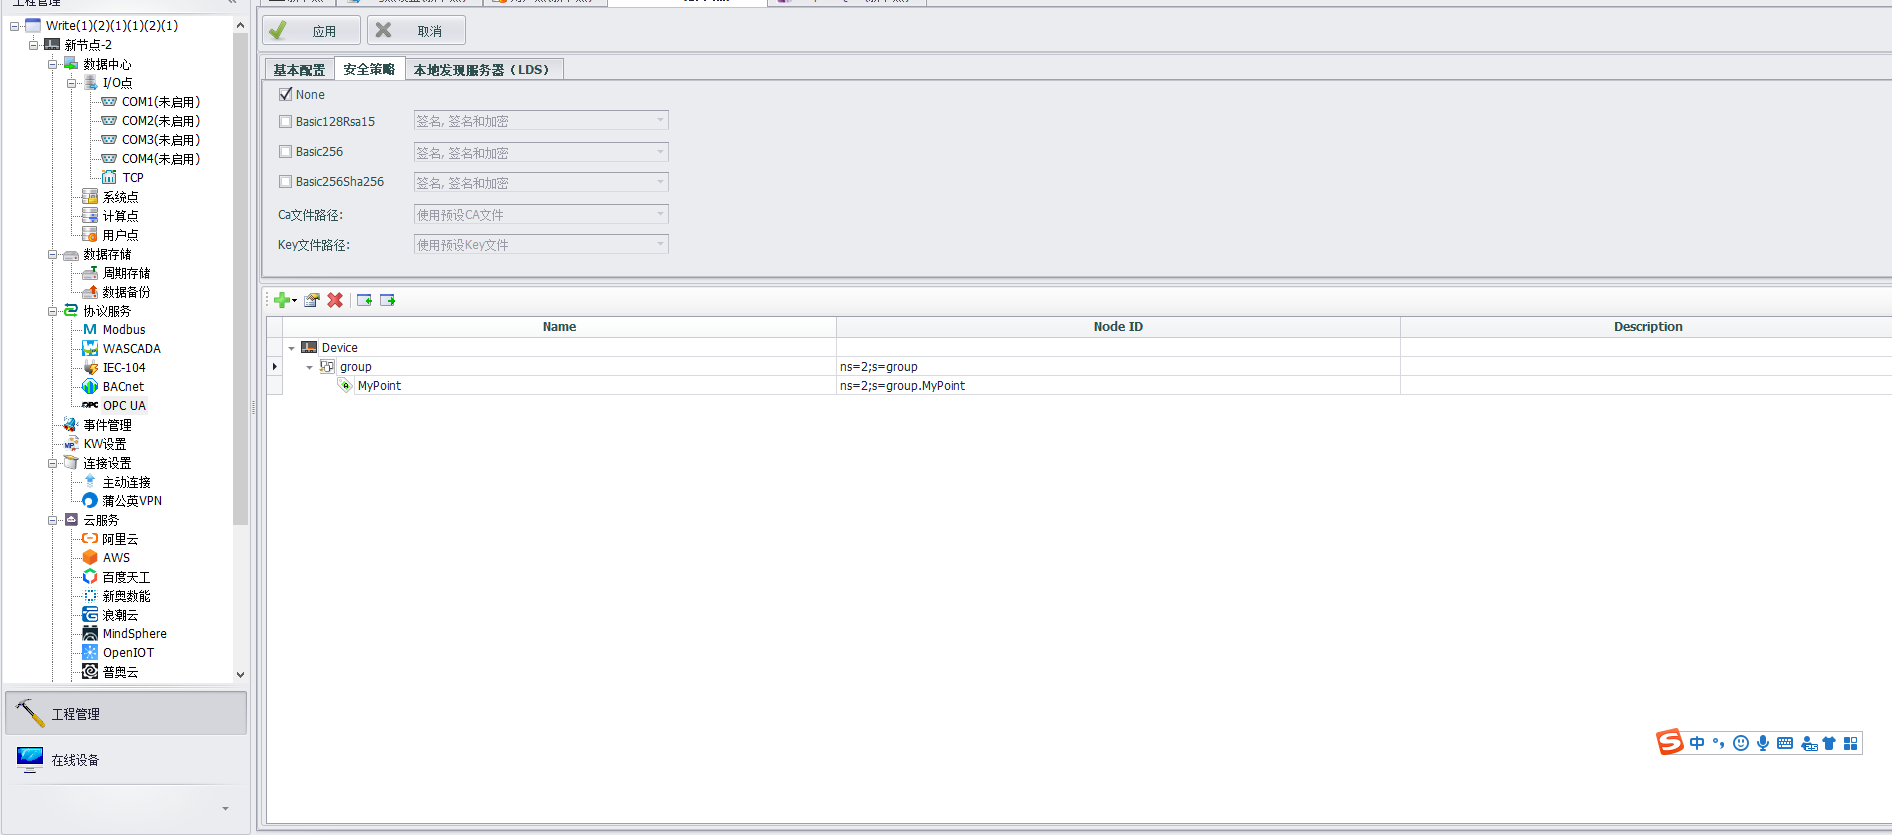 工程管理
Write(1)(2)(1)(1)(2)(1)
新节点-2
数据中心
I/O点
COM1(未启用)
COM2(未启用)
COM3(未启用)
COM4(未启用)
TCP
系统点
计算点
用户点
数据存储
周期存储
数据备份
协议服务
Modbus
WASCADA
IEC-104
BACnet
OPC UA
事件管理
KW设置
连接设置
主动连接
蒲公英VPN
云服务
阿里云
AWS
百度天工
新奥数能
浪潮云
MindSphere
OpenIOT
普奥云
工程管理
在线设备
应用 取消
基本配置 安全策略 本地发现服务器（LDS）
None
Basic128Rsa15 签名, 签名和加密
Basic256 签名, 签名和加密
Basic256Sha256 签名, 签名和加密
Ca文件路径: 使用预设CA文件
Key文件路径: 使用预设Key文件
Name Node ID Description
Device
group ns=2;s=group
MyPoint ns=2;s=group.MyPoint
中